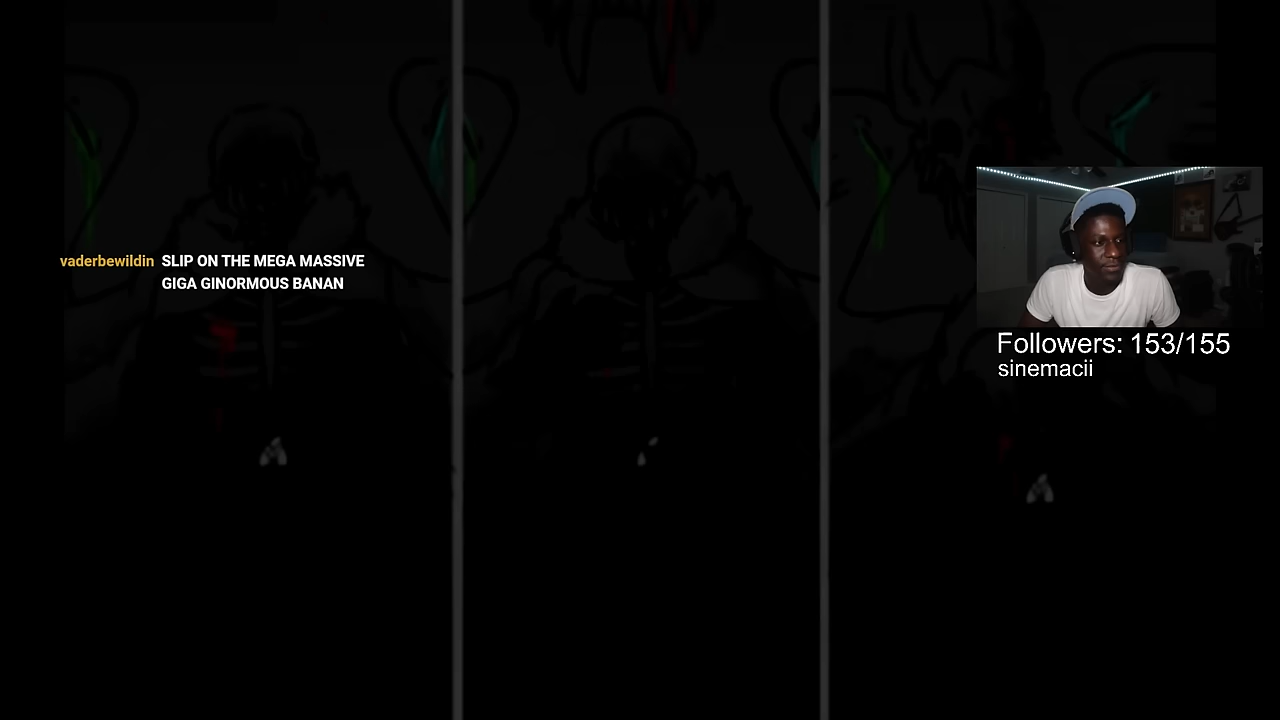 vaderbewildin SLIP ON THE MEGA MASSIVE
GIGA GINORMOUS BANAN
Followers: 153/155
sinemacii